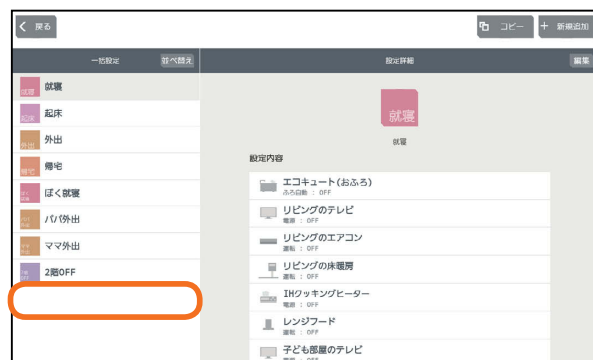 戻る
コピー
新規追加
一括設定
並べ替え
設定詳細
編集
就寝
就寝
起床
起床
外出
外出
帰宅
帰宅
ぼく就寝
パパ外出
ママ外出
2階OFF
就寝
就寝
設定内容
エコキュート(おふろ)
ふろ自動 : OFF
リビングのテレビ
電源 : OFF
リビングのエアコン
運転 : OFF
リビングの床暖房
運転 : OFF
IHクッキングヒーター
電源 : OFF
レンジフード
運転 : OFF
子ども部屋のテレビ
電源 : OFF